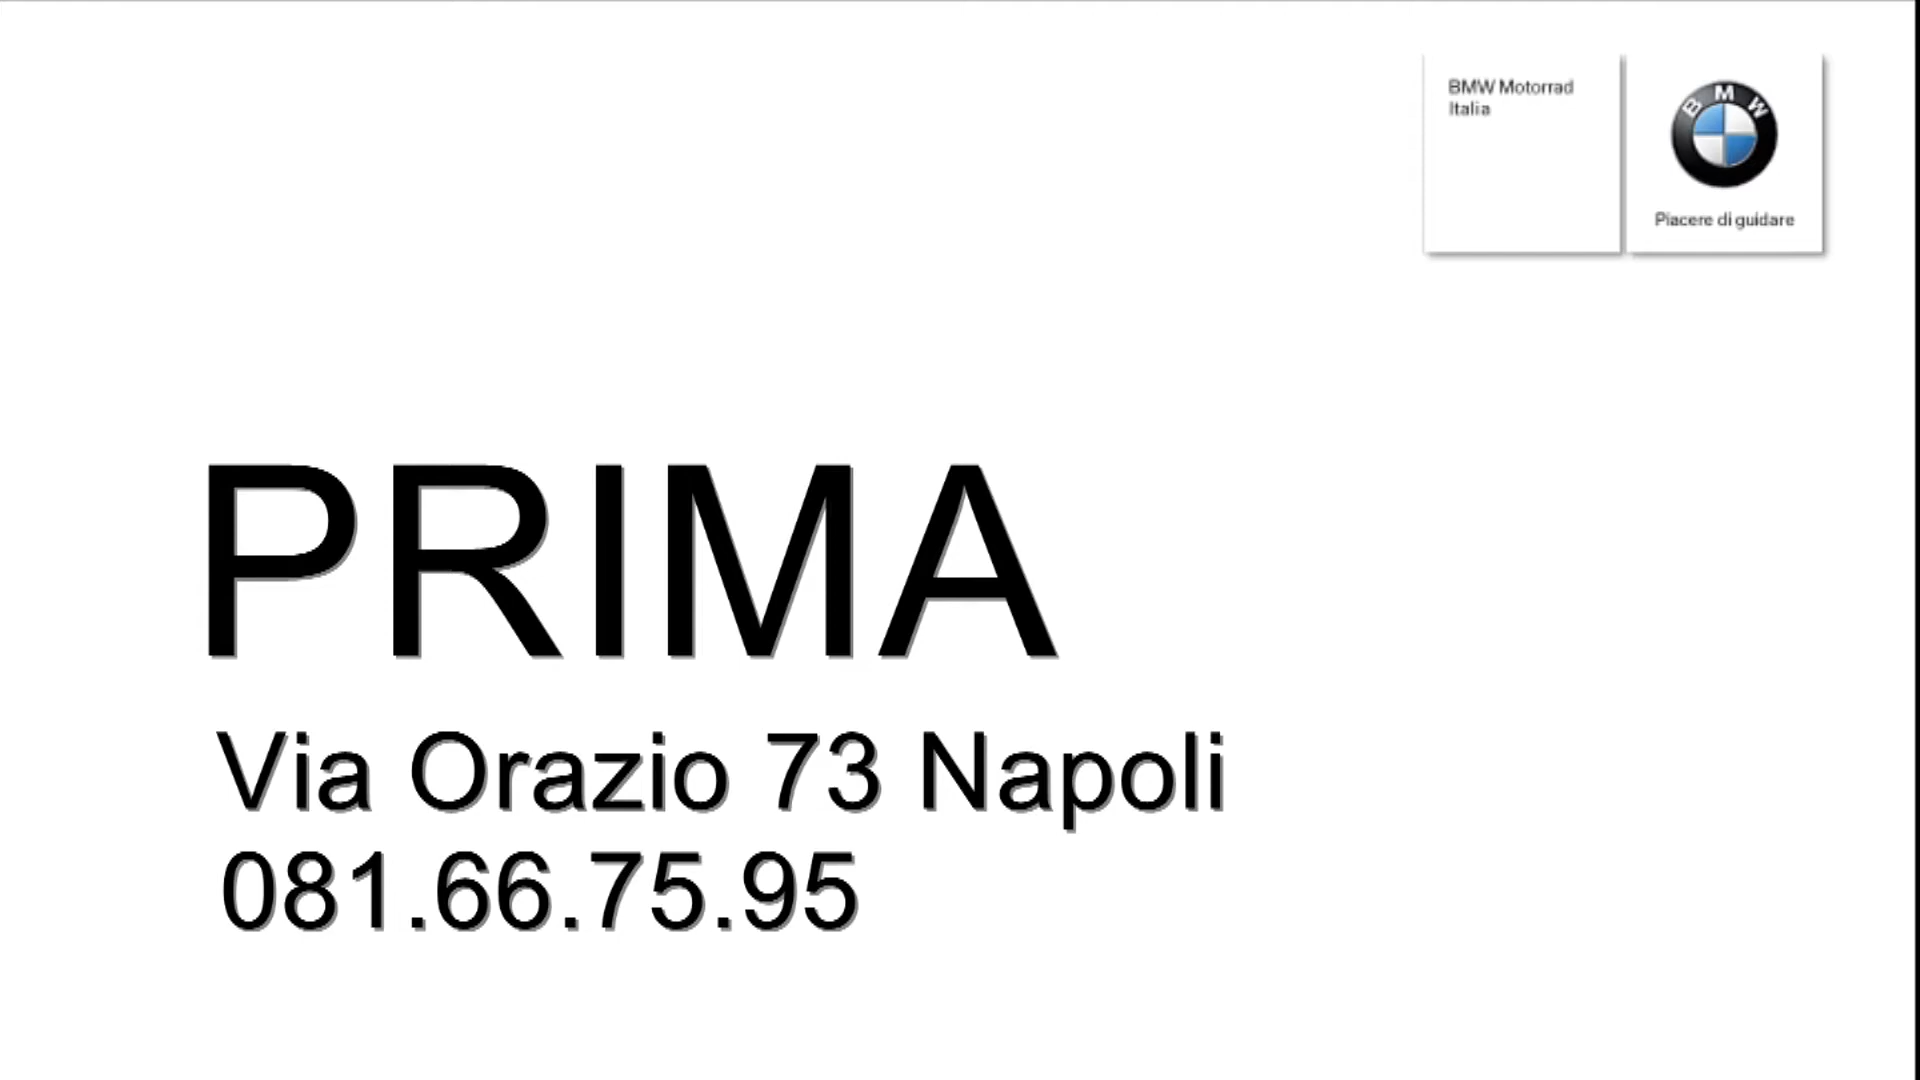 BMW Motorrad
Italia
BMW
Piacere di guidare
PRIMA
Via Orazio 73 Napoli
081.66.75.95